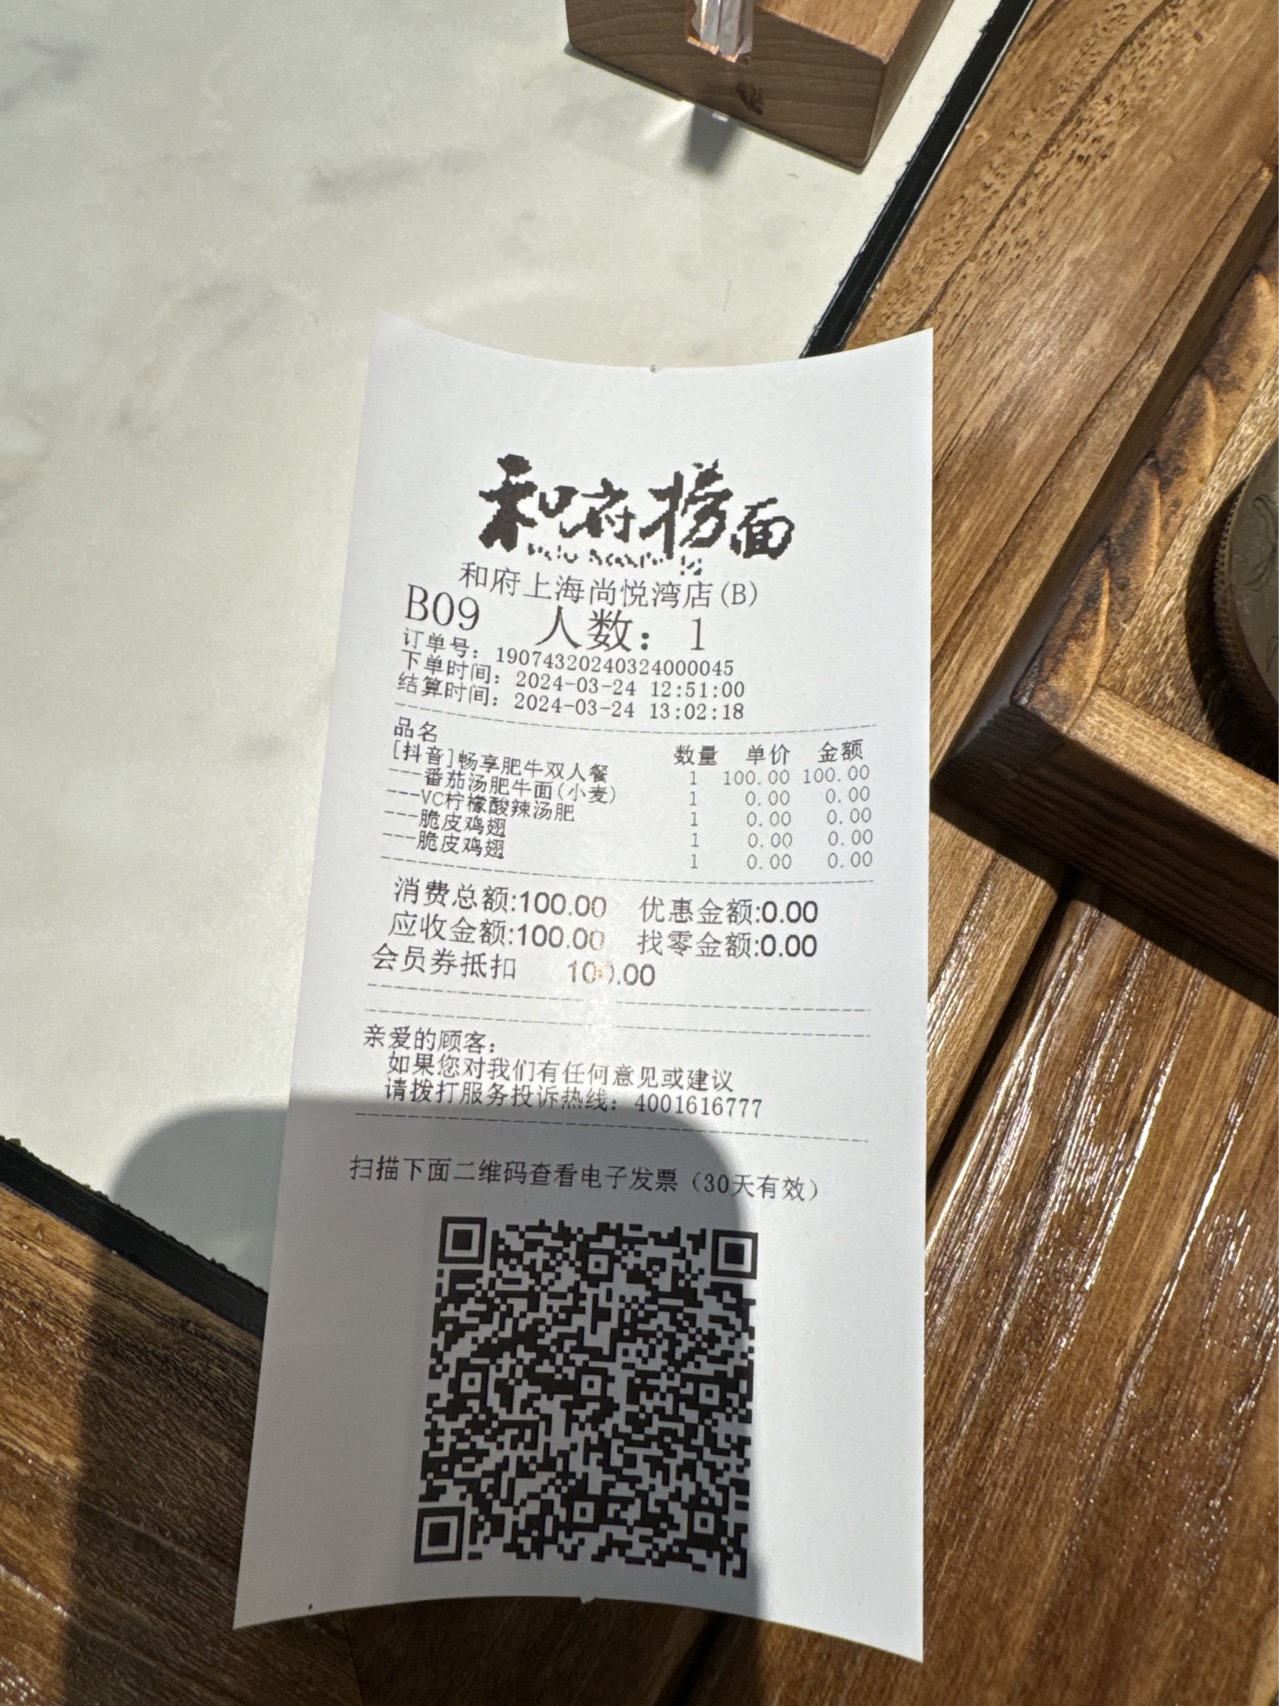 和府捞面
和府上海尚悦湾店(B)
B09 人数: 1
订单号: 19074320240324000045
下单时间: 2024-03-24 12:51:00
结算时间: 2024-03-24 13:02:18
品名 数量 单价 金额
[抖音]畅享肥牛双人餐 1 100.00 100.00
---番茄汤肥牛面(小麦) 1 0.00 0.00
---VC柠檬酸辣汤肥 1 0.00 0.00
---脆皮鸡翅 1 0.00 0.00
---脆皮鸡翅 1 0.00 0.00
消费总额:100.00 优惠金额:0.00
应收金额:100.00 找零金额:0.00
会员券抵扣 100.00
亲爱的顾客:
如果您对我们有任何意见或建议
请拨打服务投诉热线: 4001616777
扫描下面二维码查看电子发票（30天有效）